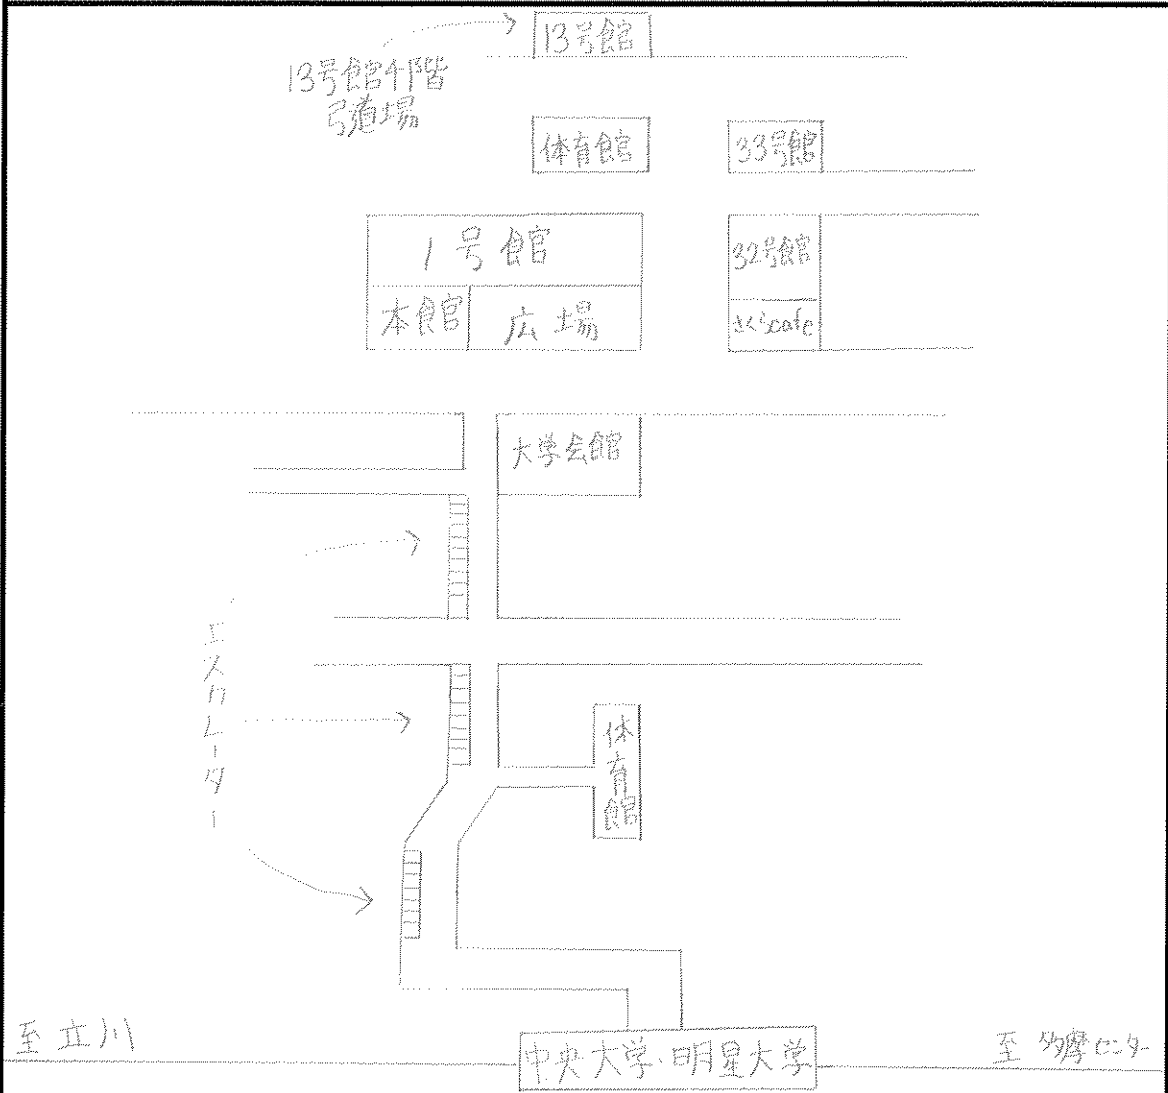 13号館
13号館4階
弓道場
体育館
33号館
1号館
32号館
本館
広場
さくらcafe
大学会館
エスカレーター
体育館
至 立川
中央大学・明星大学
至 多摩センター